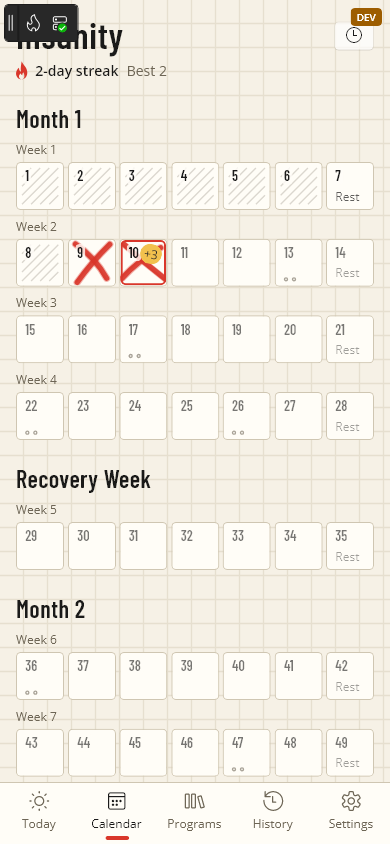 DEV
Insanity
2-day streak Best 2
Month 1
Week 1
1 2 3 4 5 6 7
Rest
Week 2
8 9 10 +3 11 12 13 14
Rest
Week 3
15 16 17 18 19 20 21
Rest
Week 4
22 23 24 25 26 27 28
Rest
Recovery Week
Week 5
29 30 31 32 33 34 35
Rest
Month 2
Week 6
36 37 38 39 40 41 42
Rest
Week 7
43 44 45 46 47 48 49
Rest
Today Calendar Programs History Settings